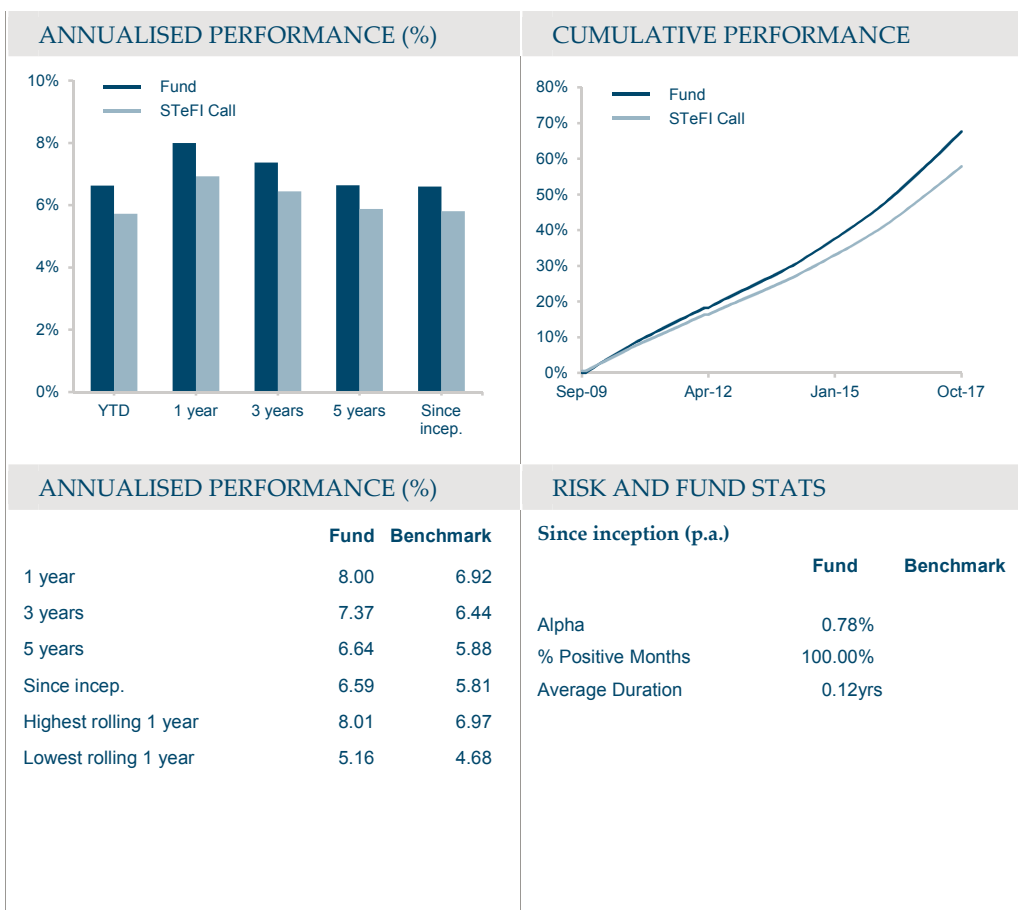 ANNUALISED PERFORMANCE (%)
10%
8%
6%
4%
2%
0%
Fund
STeFI Call
YTD
1 year
3 years
5 years
Since
incep.
CUMULATIVE PERFORMANCE
80%
70%
60%
50%
40%
30%
20%
10%
0%
Fund
STeFI Call
Sep-09
Apr-12
Jan-15
Oct-17
ANNUALISED PERFORMANCE (%)
Fund Benchmark
1 year 8.00 6.92
3 years 7.37 6.44
5 years 6.64 5.88
Since incep. 6.59 5.81
Highest rolling 1 year 8.01 6.97
Lowest rolling 1 year 5.16 4.68
RISK AND FUND STATS
Since inception (p.a.)
Fund Benchmark
Alpha 0.78%
% Positive Months 100.00%
Average Duration 0.12yrs